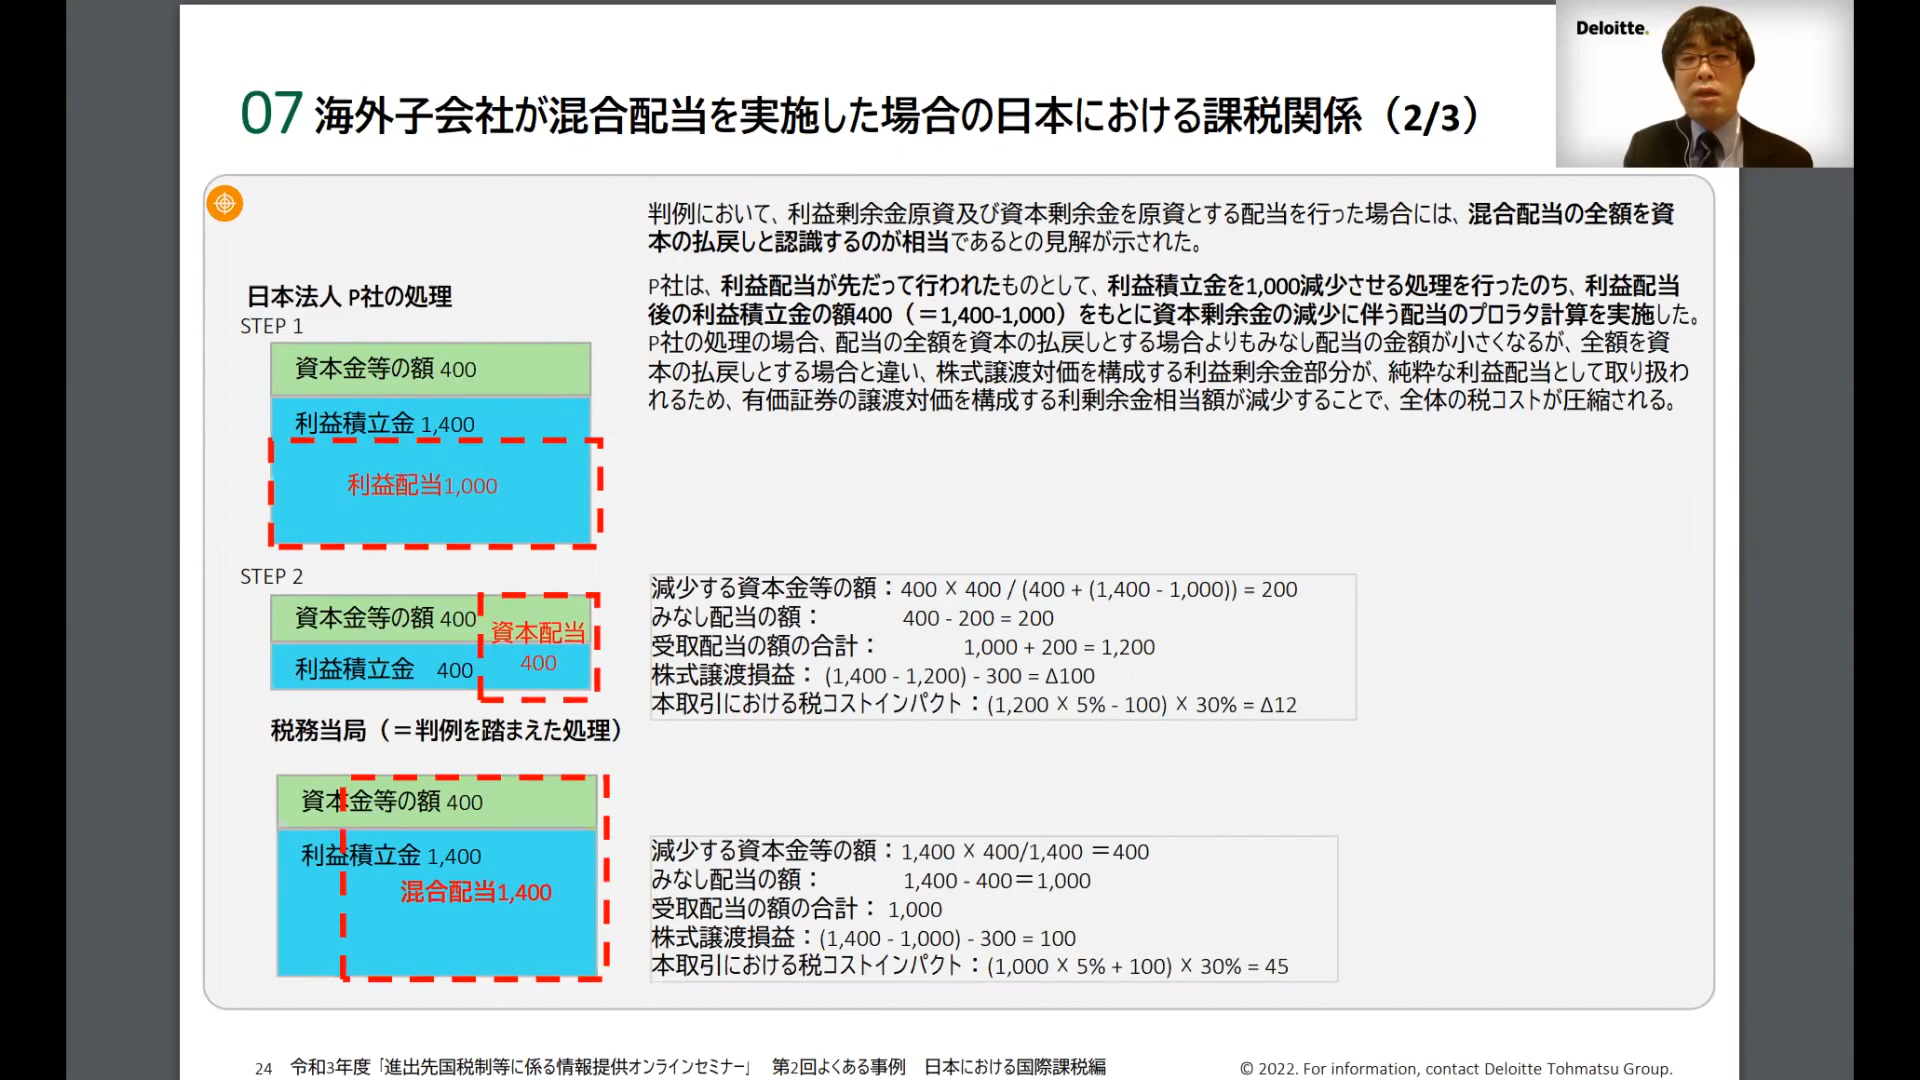 Deloitte.
07 海外子会社が混合配当を実施した場合の日本における課税関係（2/3）
判例において、利益剰余金原資及び資本剰余金を原資とする配当を行った場合には、混合配当の全額を資
本の払戻しと認識するのが相当であるとの見解が示された。
P社は、利益配当が先だって行われたものとして、利益積立金を1,000減少させる処理を行ったのち、利益配当
後の利益積立金の額400（＝1,400-1,000）をもとに資本剰余金の減少に伴う配当のプロラタ計算を実施した。
P社の処理の場合、配当の全額を資本の払戻しとする場合よりもみなし配当の金額が小さくなるが、全額を資
本の払戻しとする場合と違い、株式譲渡対価を構成する利益剰余金部分が、純粋な利益配当として取り扱わ
れるため、有価証券の譲渡対価を構成する利剰余金相当額が減少することで、全体の税コストが圧縮される。
日本法人 P社の処理
STEP 1
資本金等の額 400
利益積立金 1,400
利益配当1,000
STEP 2
資本金等の額 400
利益積立金 400
資本配当
400
減少する資本金等の額：400 X 400 / (400 + (1,400 - 1,000)) = 200
みなし配当の額： 400 - 200 = 200
受取配当の額の合計： 1,000 + 200 = 1,200
株式譲渡損益： (1,400 - 1,200) - 300 = Δ100
本取引における税コストインパクト：(1,200 X 5% - 100) X 30% = Δ12
税務当局（＝判例を踏まえた処理）
資本金等の額 400
利益積立金 1,400
混合配当1,400
減少する資本金等の額：1,400 X 400/1,400 ＝400
みなし配当の額： 1,400 - 400＝1,000
受取配当の額の合計： 1,000
株式譲渡損益：(1,400 - 1,000) - 300 = 100
本取引における税コストインパクト：(1,000 X 5% + 100) X 30% = 45
24 令和3年度「進出先国税制等に係る情報提供オンラインセミナー」 第2回よくある事例 日本における国際課税編
© 2022. For information, contact Deloitte Tohmatsu Group.